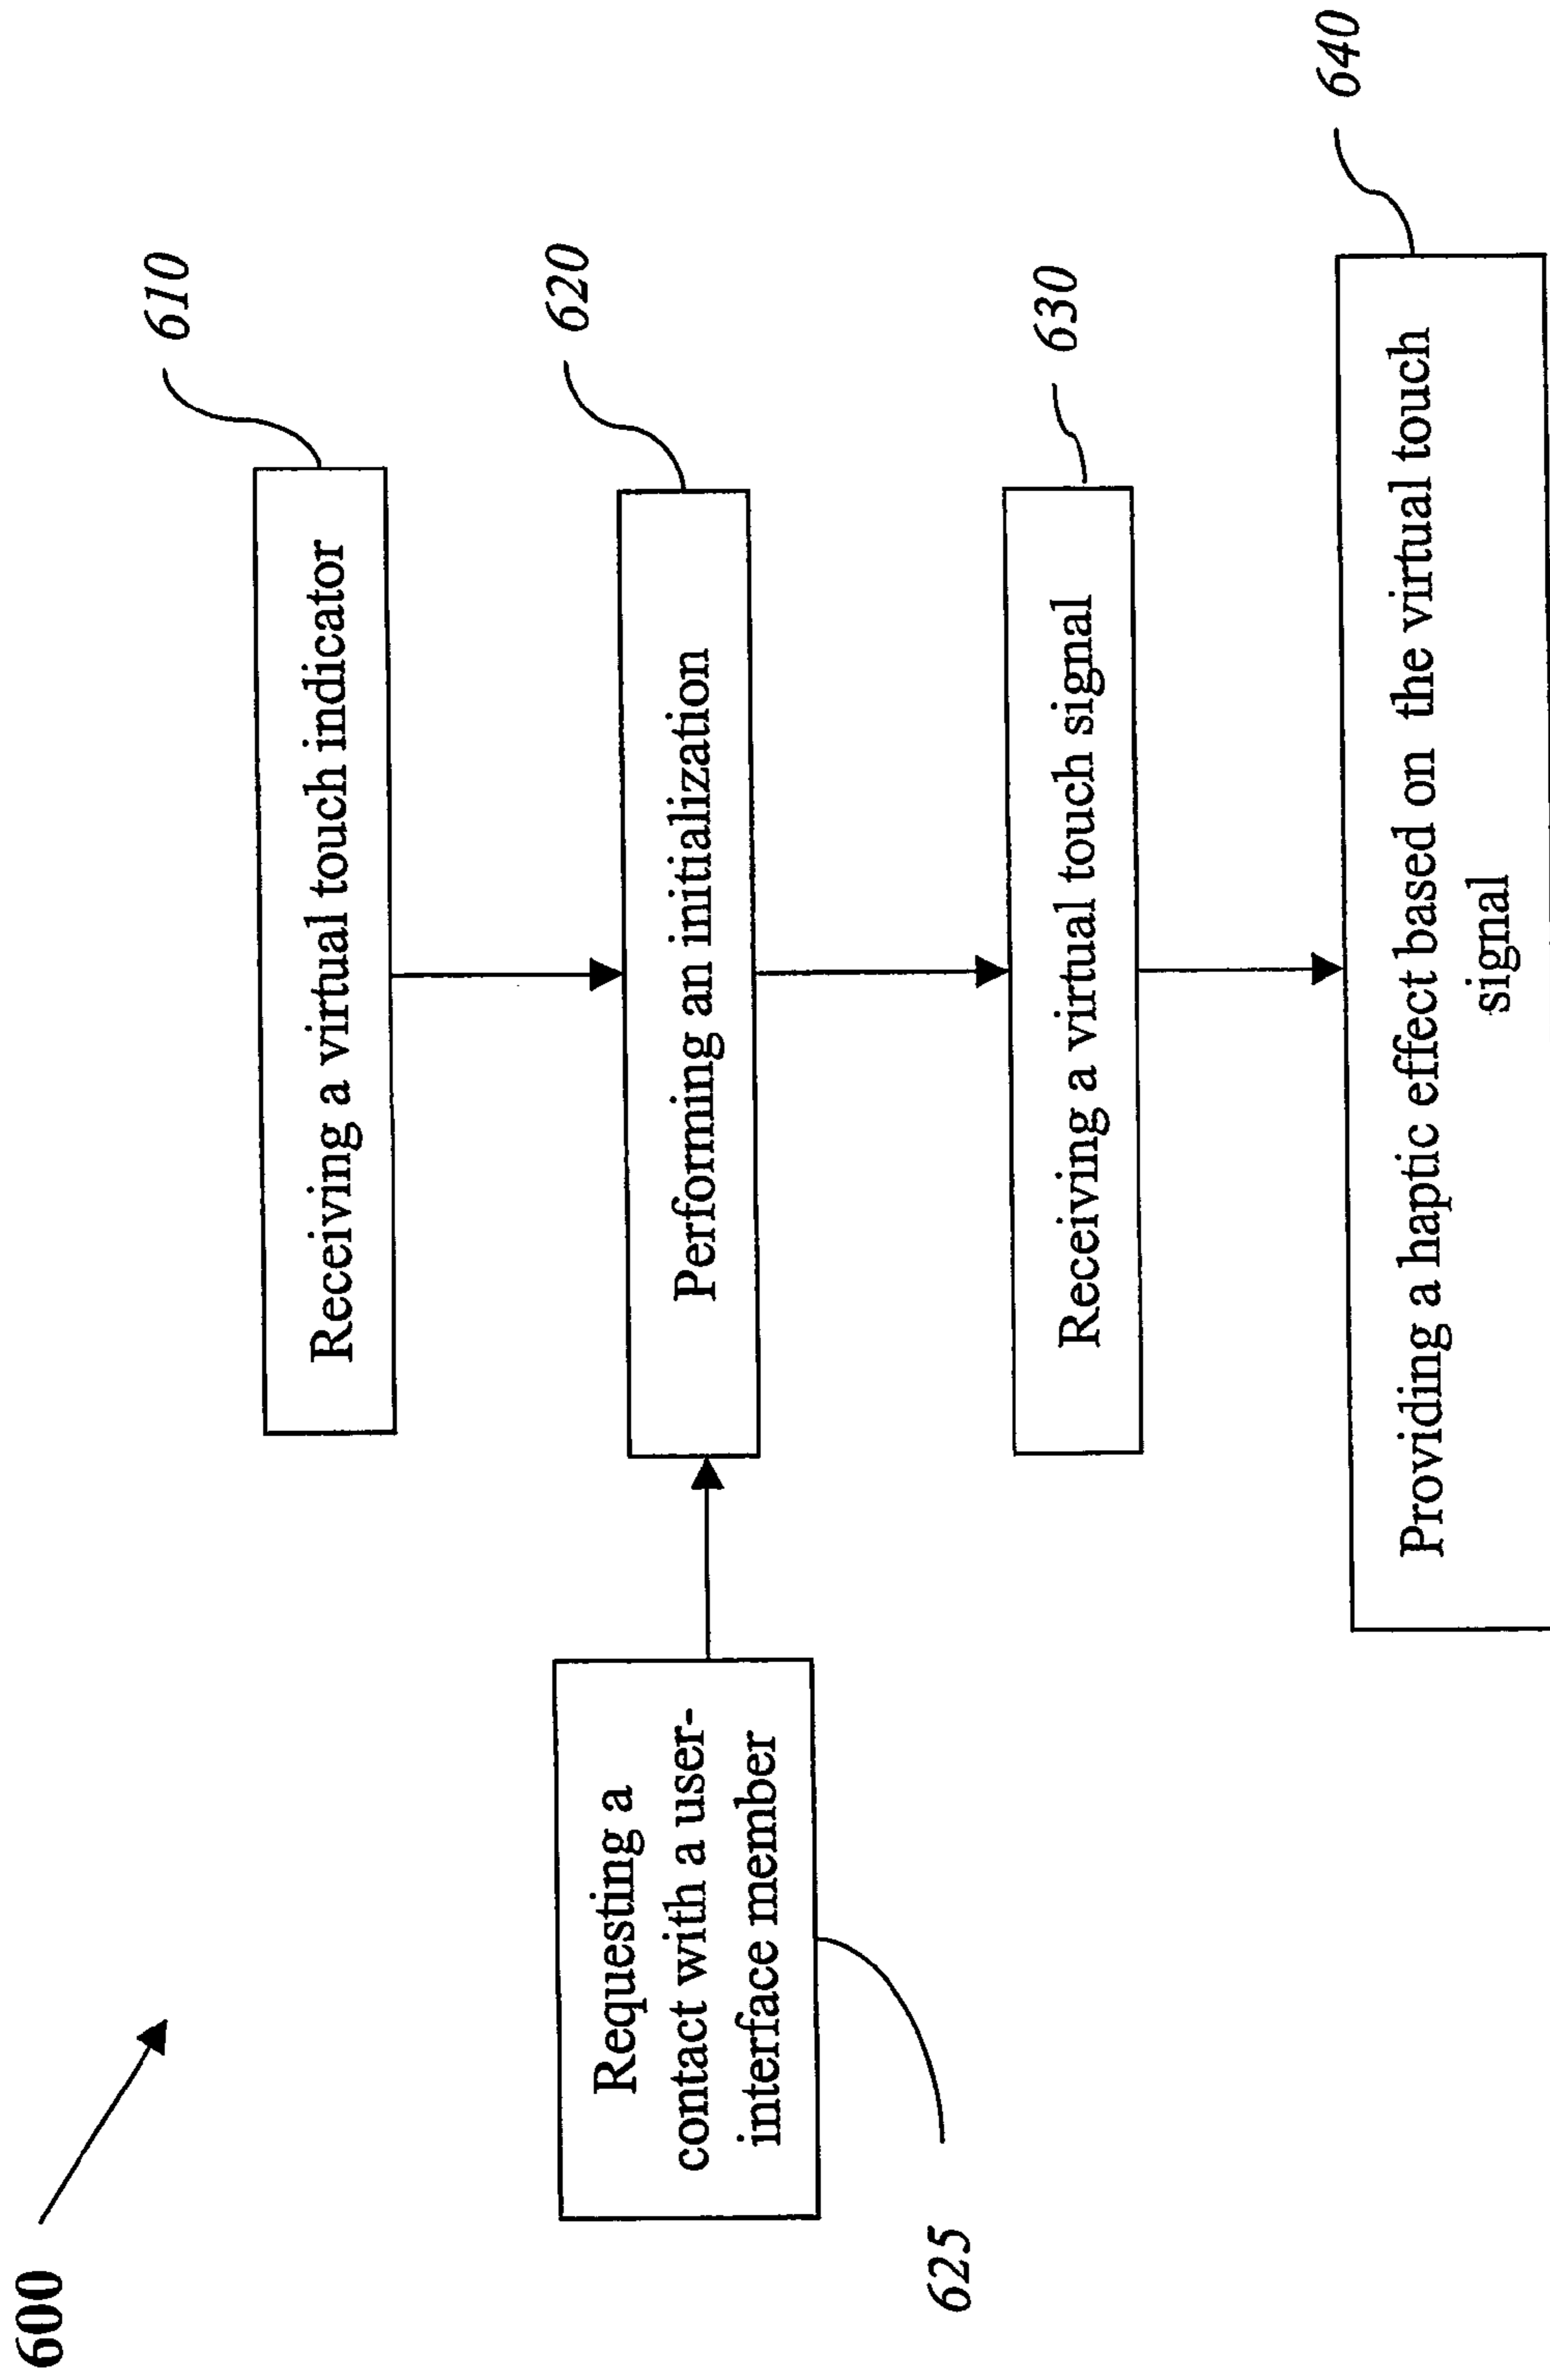 600
Receiving a virtual touch indicator
610
Performing an initialization
620
Requesting a
contact with a user-
interface member
625
Receiving a virtual touch signal
630
Providing a haptic effect based on the virtual touch
signal
640